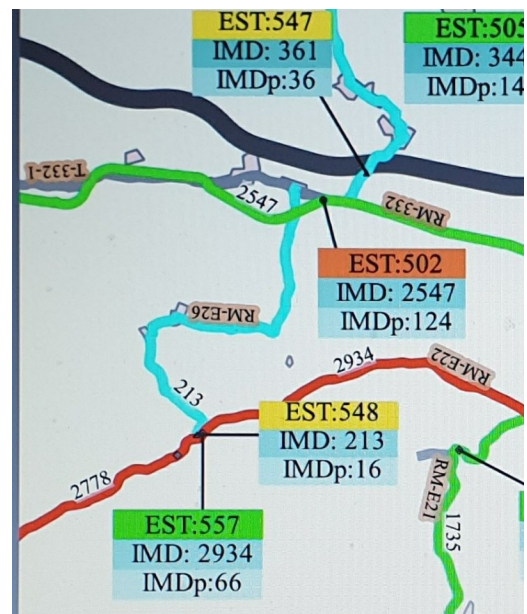 EST:547
IMD: 361
IMDp:36
EST:505
IMD: 344
IMDp:14
T-332-1
2547
RM-332
EST:502
IMD: 2547
IMDp:124
RM-E26
2934
RM-E22
213
EST:548
IMD: 213
IMDp:16
2778
EST:557
IMD: 2934
IMDp:66
RM-E21
1735